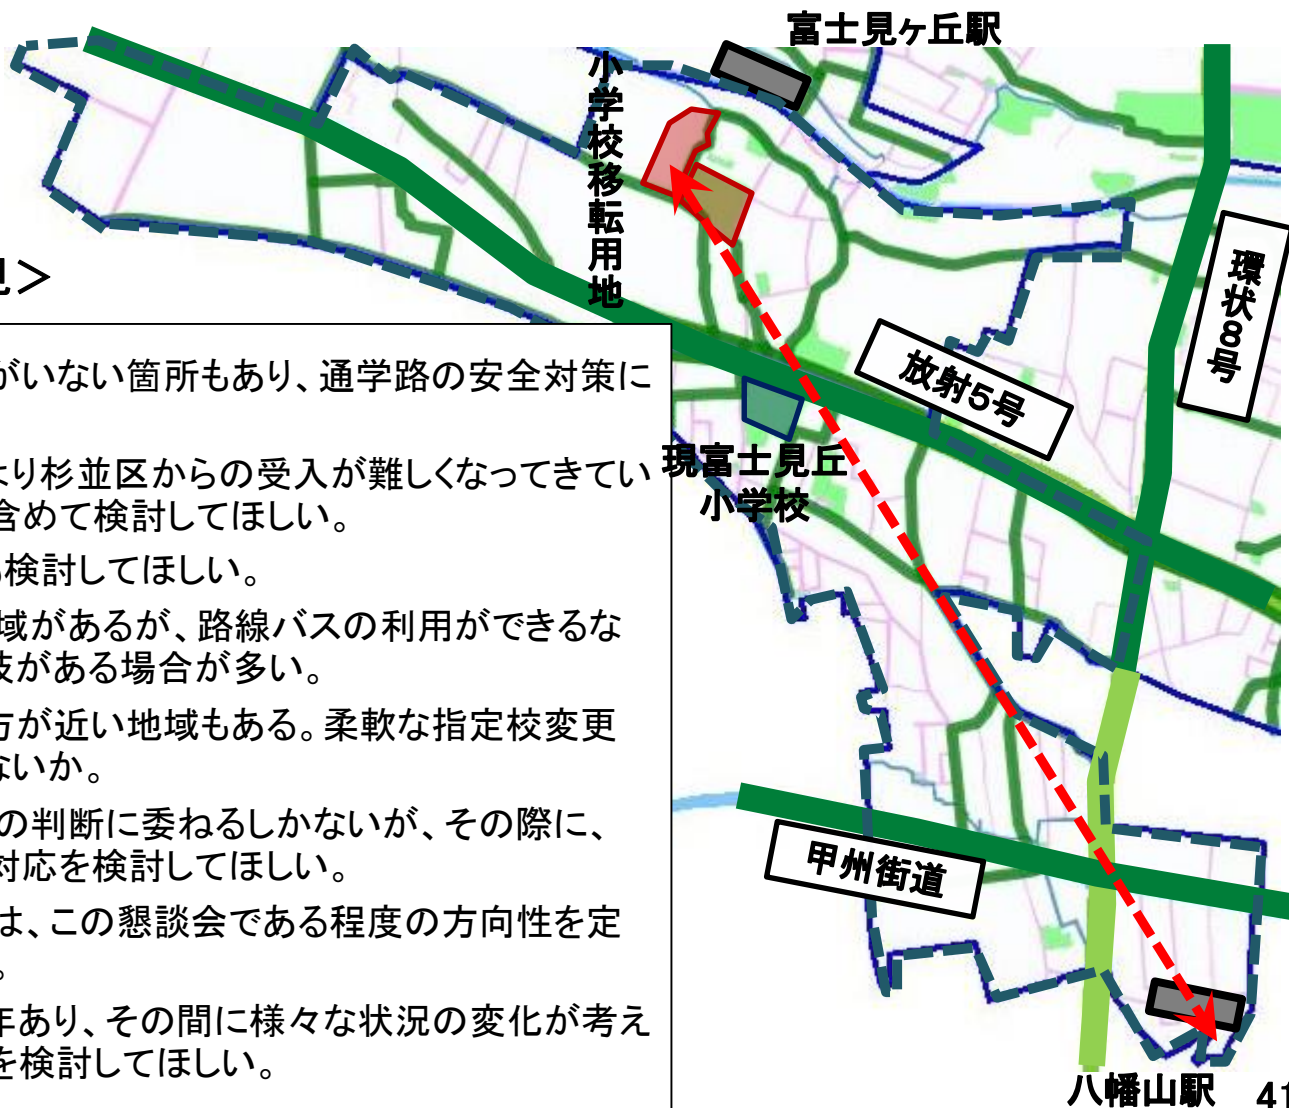 富士見ヶ丘駅
小学校移転用地
環状8号
見＞
放射5号
現富士見丘
小学校
がいない箇所もあり、通学路の安全対策に
より杉並区からの受入が難しくなってきてい
含めて検討してほしい。
検討してほしい。
域があるが、路線バスの利用ができるな
がある場合が多い。
方が近い地域もある。柔軟な指定校変更
ないか。
の判断に委ねるしかないが、その際に、
対応を検討してほしい。
は、この懇談会である程度の方向性を定
。
年あり、その間に様々な状況の変化が考え
を検討してほしい。
甲州街道
八幡山駅
41